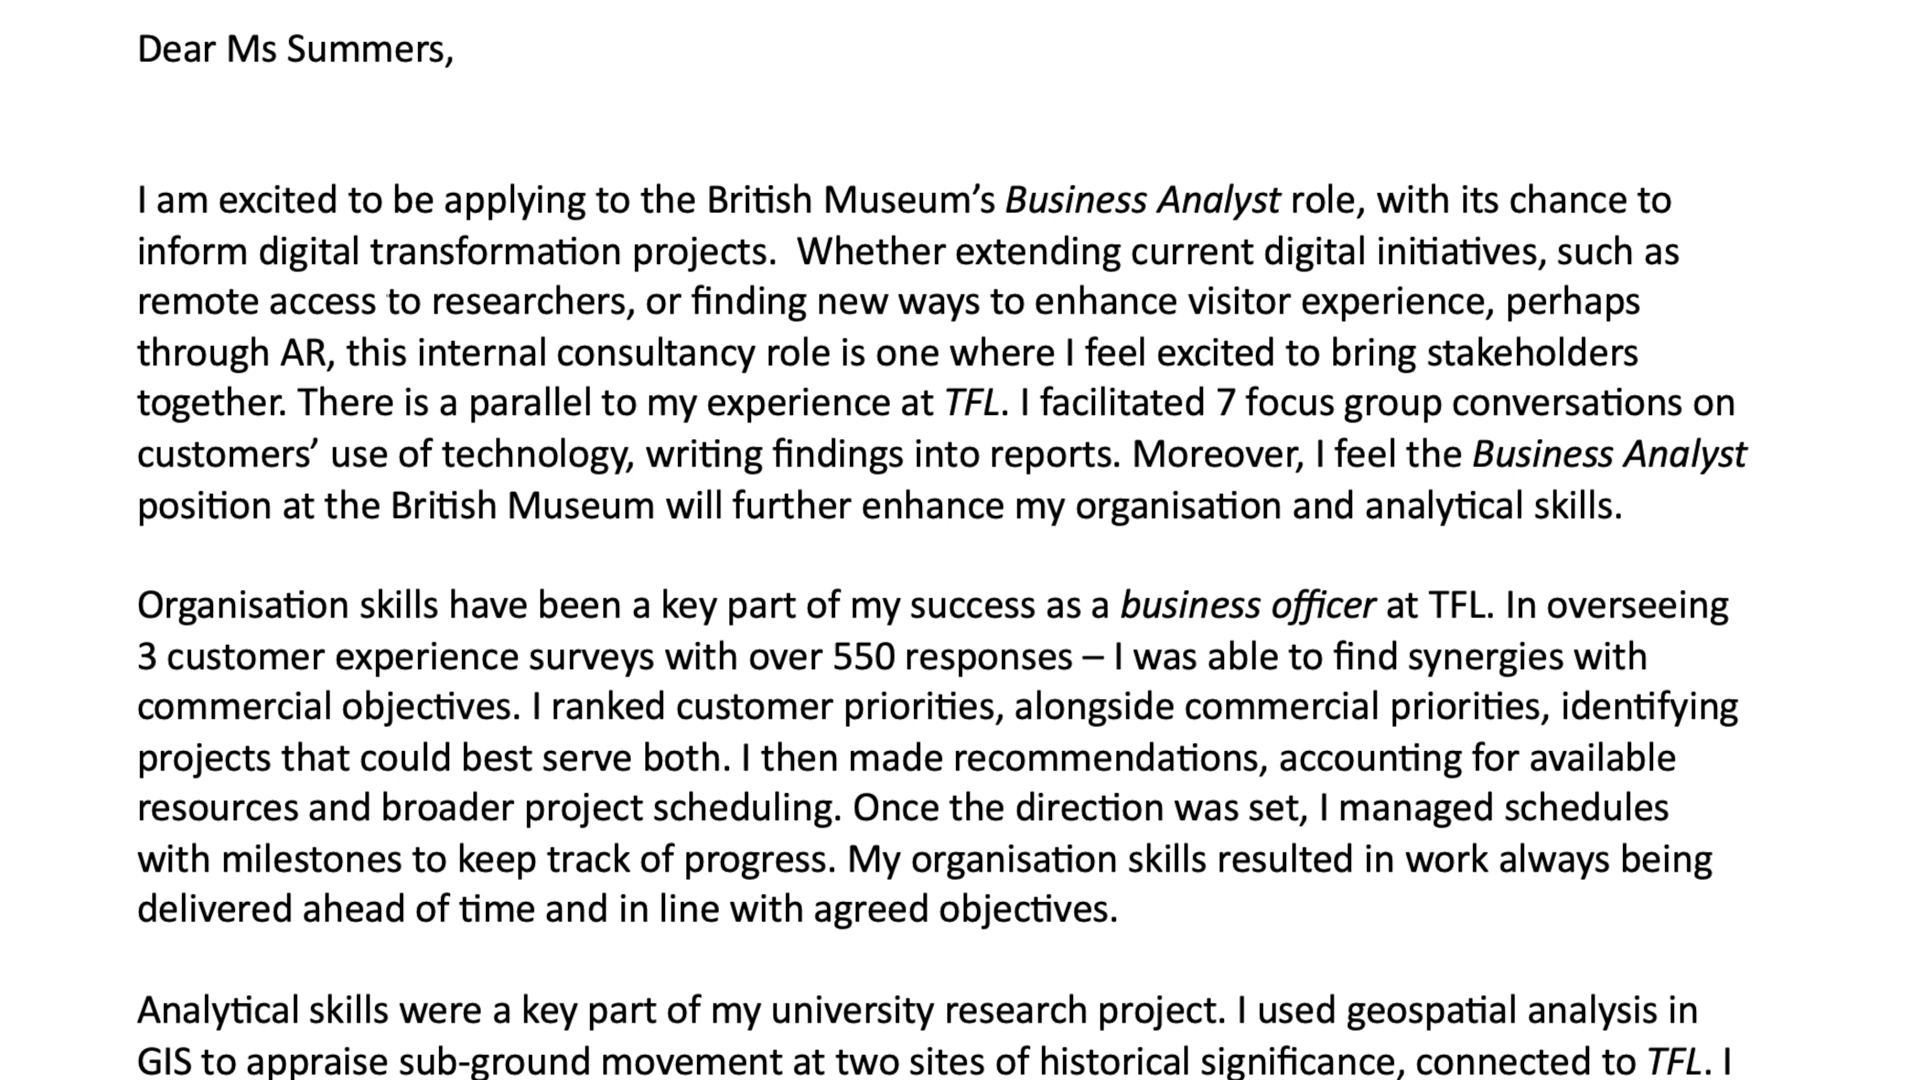 Dear Ms Summers,
I am excited to be applying to the British Museum’s Business Analyst role, with its chance to
inform digital transformation projects.  Whether extending current digital initiatives, such as
remote access to researchers, or finding new ways to enhance visitor experience, perhaps
through AR, this internal consultancy role is one where I feel excited to bring stakeholders
together. There is a parallel to my experience at TFL. I facilitated 7 focus group conversations on
customers’ use of technology, writing findings into reports. Moreover, I feel the Business Analyst
position at the British Museum will further enhance my organisation and analytical skills.
Organisation skills have been a key part of my success as a business officer at TFL. In overseeing
3 customer experience surveys with over 550 responses – I was able to find synergies with
commercial objectives. I ranked customer priorities, alongside commercial priorities, identifying
projects that could best serve both. I then made recommendations, accounting for available
resources and broader project scheduling. Once the direction was set, I managed schedules
with milestones to keep track of progress. My organisation skills resulted in work always being
delivered ahead of time and in line with agreed objectives.
Analytical skills were a key part of my university research project. I used geospatial analysis in
GIS to appraise sub-ground movement at two sites of historical significance, connected to TFL. I